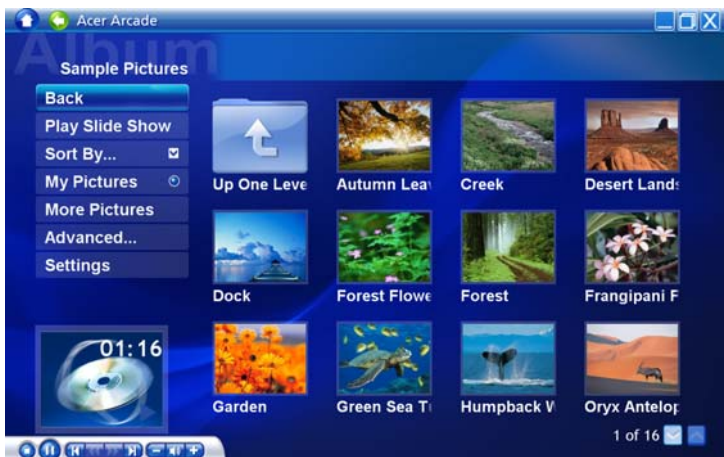 Acer Arcade
Album
Sample Pictures
Back
Play Slide Show
Sort By...
My Pictures
More Pictures
Advanced...
Settings
Up One Leve
Autumn Lea
Creek
Desert Lands
Dock
Forest Flowe
Forest
Frangipani F
Garden
Green Sea T
Humpback W
Oryx Antelop
01:16
1 of 16